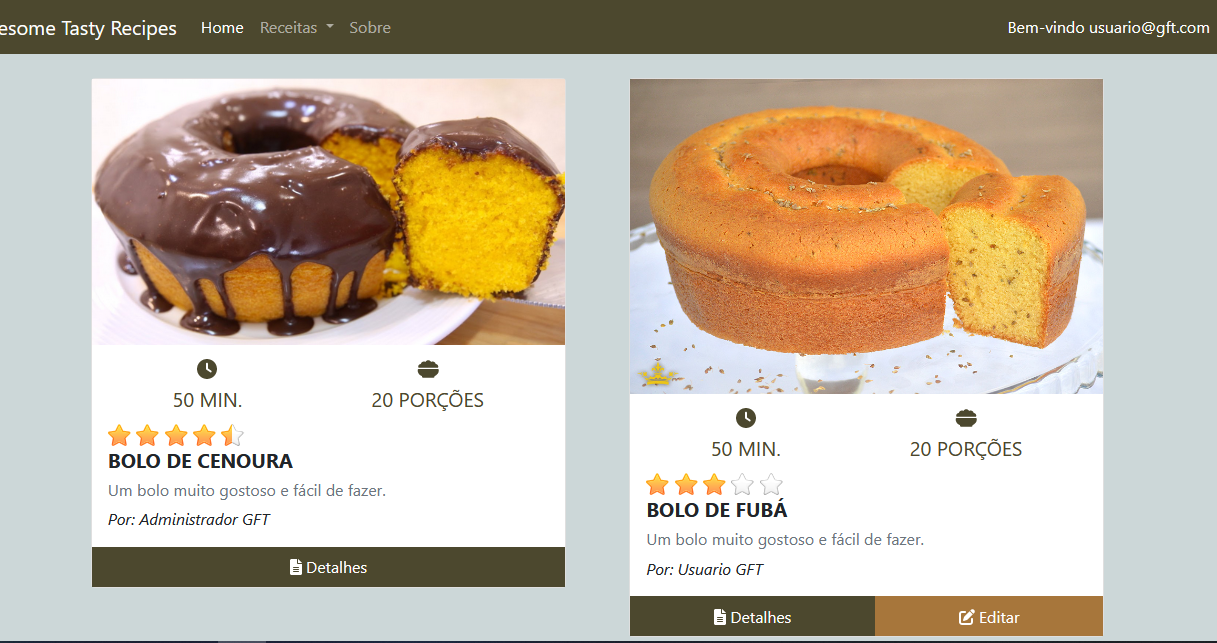 esome Tasty Recipes Home Receitas Sobre Bem-vindo usuario@gft.com
50 MIN. 20 PORÇÕES
BOLO DE CENOURA
Um bolo muito gostoso e fácil de fazer.
Por: Administrador GFT
Detalhes
50 MIN. 20 PORÇÕES
BOLO DE FUBÁ
Um bolo muito gostoso e fácil de fazer.
Por: Usuario GFT
Detalhes Editar